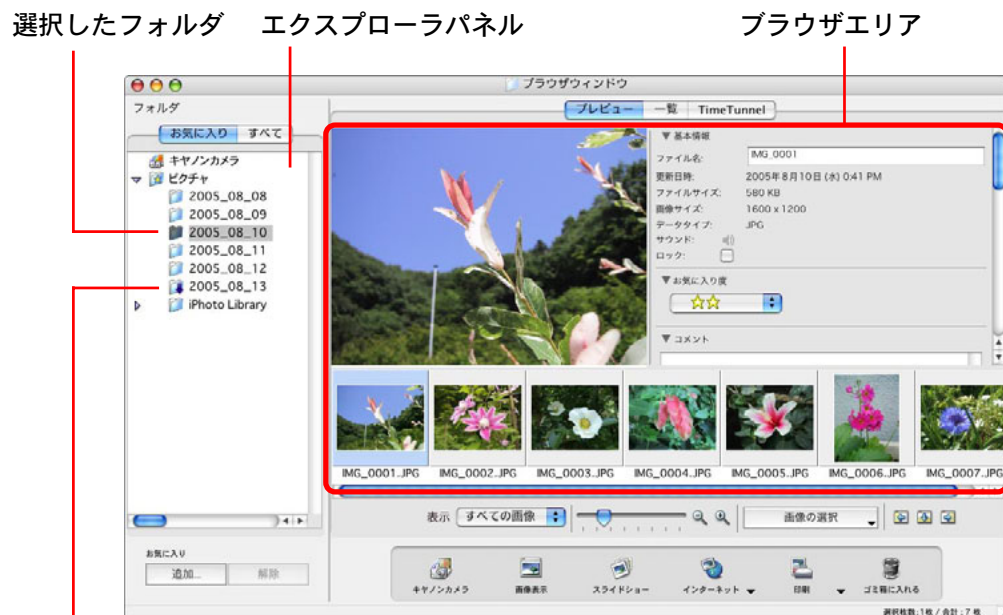 選択したフォルダ エクスプローラパネル ブラウザエリア
ブラウザウィンドウ
フォルダ
プレビュー 一覧 TimeTunnel
お気に入り すべて
キヤノンカメラ
ピクチャ
2005_08_08
2005_08_09
2005_08_10
2005_08_11
2005_08_12
2005_08_13
iPhoto Library
▼ 基本情報
ファイル名: IMG_0001
更新日時: 2005年8月10日 (水) 0:41 PM
ファイルサイズ: 580 KB
画像サイズ: 1600 x 1200
データタイプ: JPG
サウンド:
ロック:
▼お気に入り度
☆☆
▼ コメント
IMG_0001.JPG IMG_0002.JPG IMG_0003.JPG IMG_0004.JPG IMG_0005.JPG IMG_0006.JPG IMG_0007.JPG
表示 すべての画像 画像の選択
お気に入り
追加... 解除
キヤノンカメラ 画像表示 スライドショー インターネット 印刷 ゴミ箱に入れる
選択枚数:1枚 / 合計:7枚